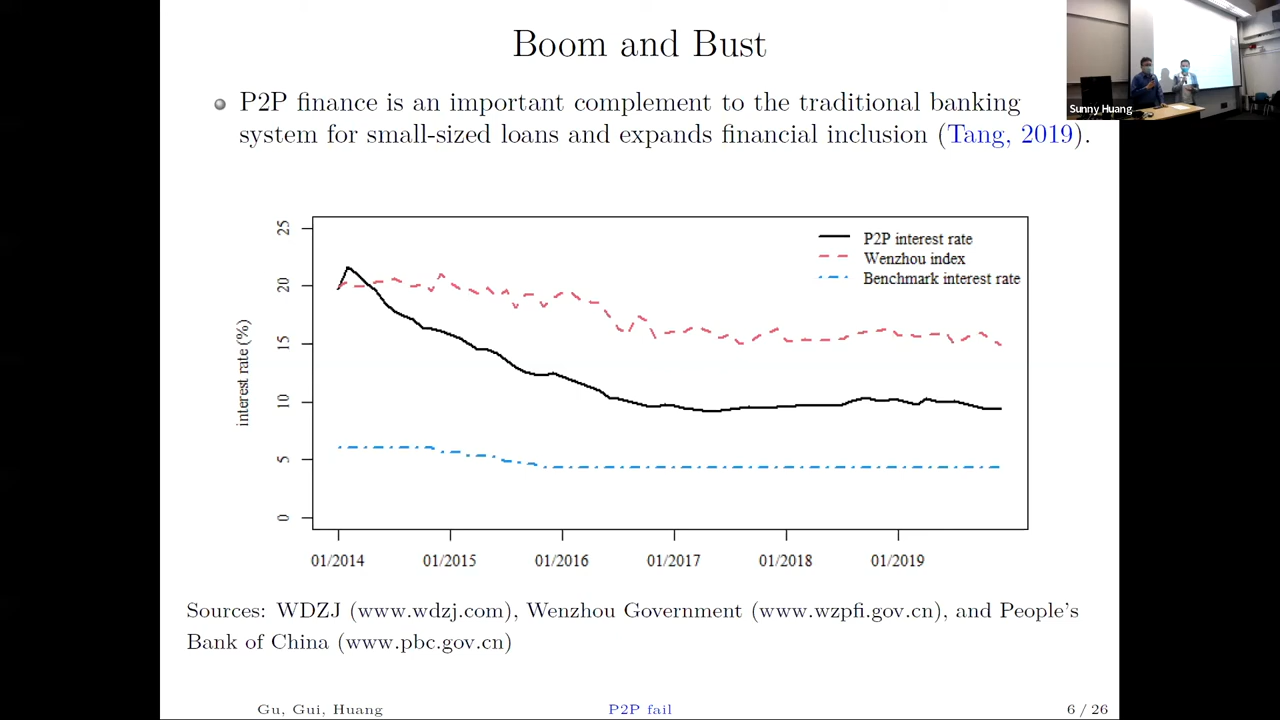 Boom and Bust
P2P finance is an important complement to the traditional banking
system for small-sized loans and expands financial inclusion (Tang, 2019).
Sunny Huang
P2P interest rate
Wenzhou index
Benchmark interest rate
interest rate (%)
25
20
15
10
5
0
01/2014 01/2015 01/2016 01/2017 01/2018 01/2019
Sources: WDZJ (www.wdzj.com), Wenzhou Government (www.wzpfi.gov.cn), and People's
Bank of China (www.pbc.gov.cn)
Gu, Gui, Huang P2P fail 6 / 26